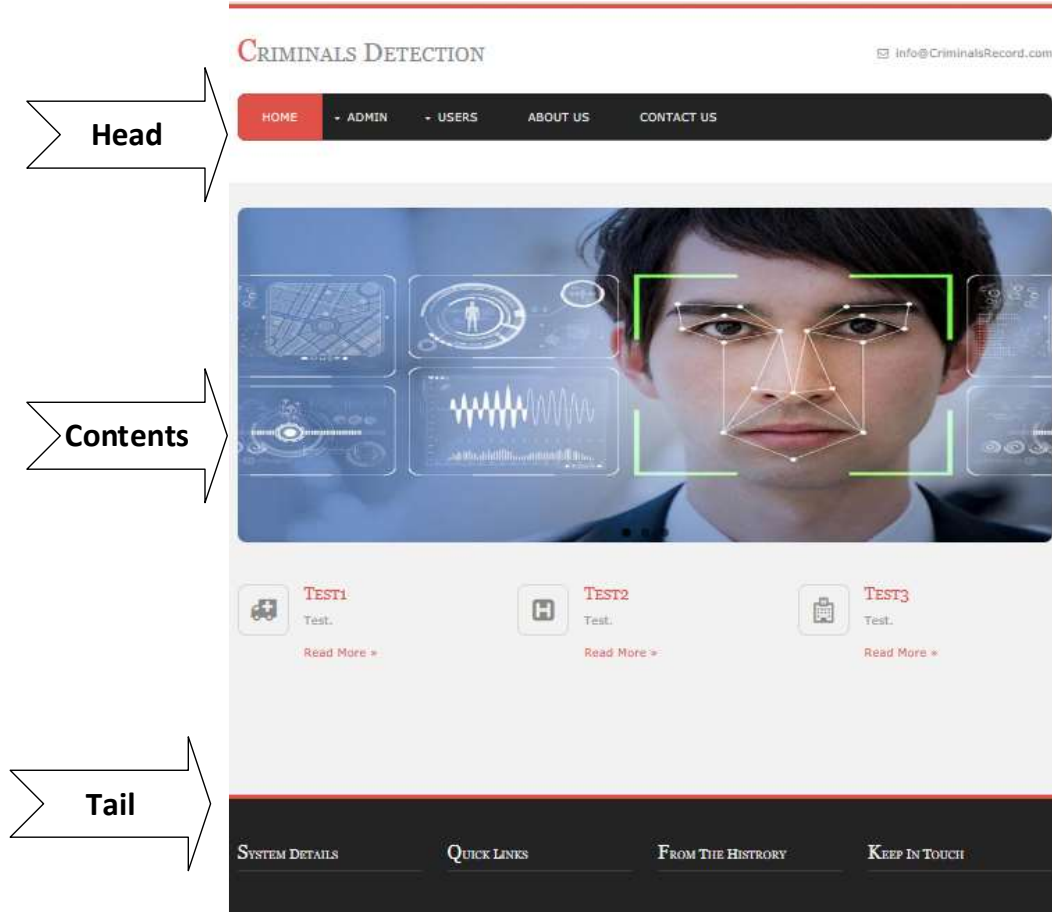 CRIMINALS DETECTION
info@CriminalsRecord.com
Head
HOME ADMIN USERS ABOUT US CONTACT US
Contents
TEST1 TEST2 TEST3
Test. Test. Test.
Read More » Read More » Read More »
Tail
SYSTEM DETAILS QUICK LINKS FROM THE HISTRORY KEEP IN TOUCH